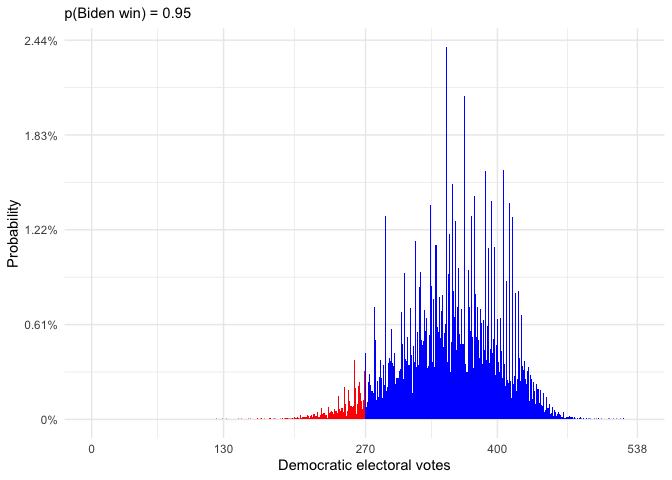 p(Biden win) = 0.95
2.44%
1.83%
1.22%
0.61%
0%
Probability
0 130 270 400 538
Democratic electoral votes